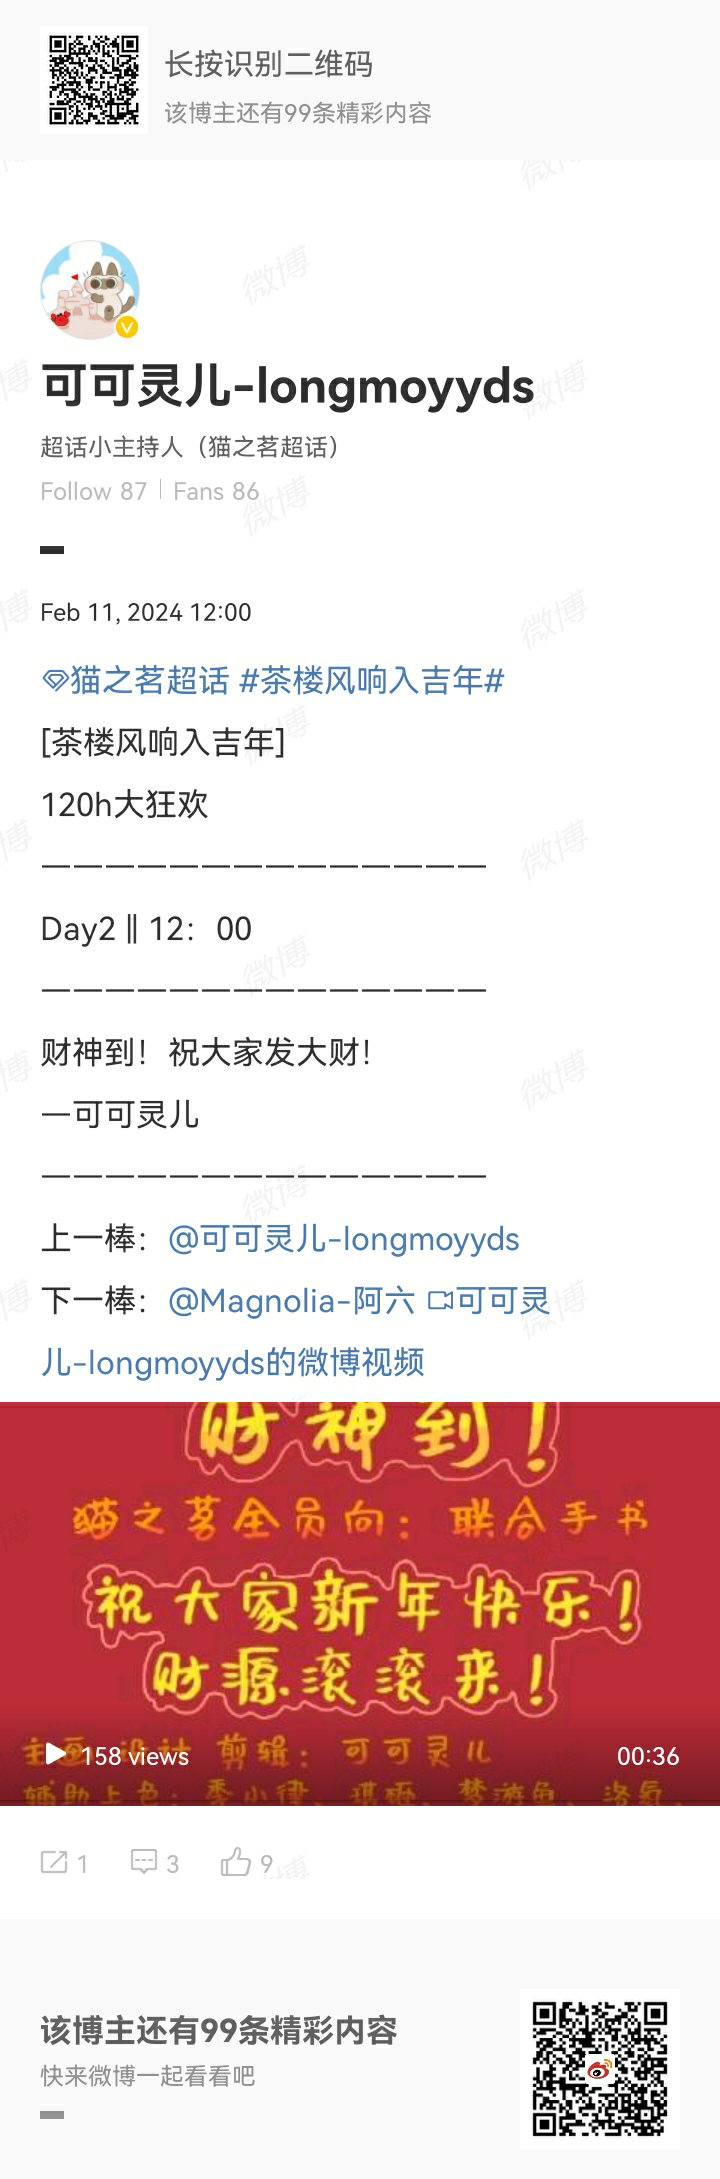 长按识别二维码
该博主还有99条精彩内容
可可灵儿-longmoyyds
超话小主持人（猫之茗超话）
Follow 87 | Fans 86
Feb 11, 2024 12:00
猫之茗超话 #茶楼风响入吉年#
[茶楼风响入吉年]
120h大狂欢
——————————————
Day2 || 12：00
——————————————
财神到！祝大家发大财！
—可可灵儿
——————————————
上一棒：@可可灵儿-longmoyyds
下一棒：@Magnolia-阿六 可可灵
儿-longmoyyds的微博视频
财神到！
猫之茗全员向：联合手书
祝大家新年快乐！
财源滚滚来！
剪辑：可可灵儿
158 views
00:36
辅助上色：季小律、
1
3
9
该博主还有99条精彩内容
快来微博一起看看吧
微博